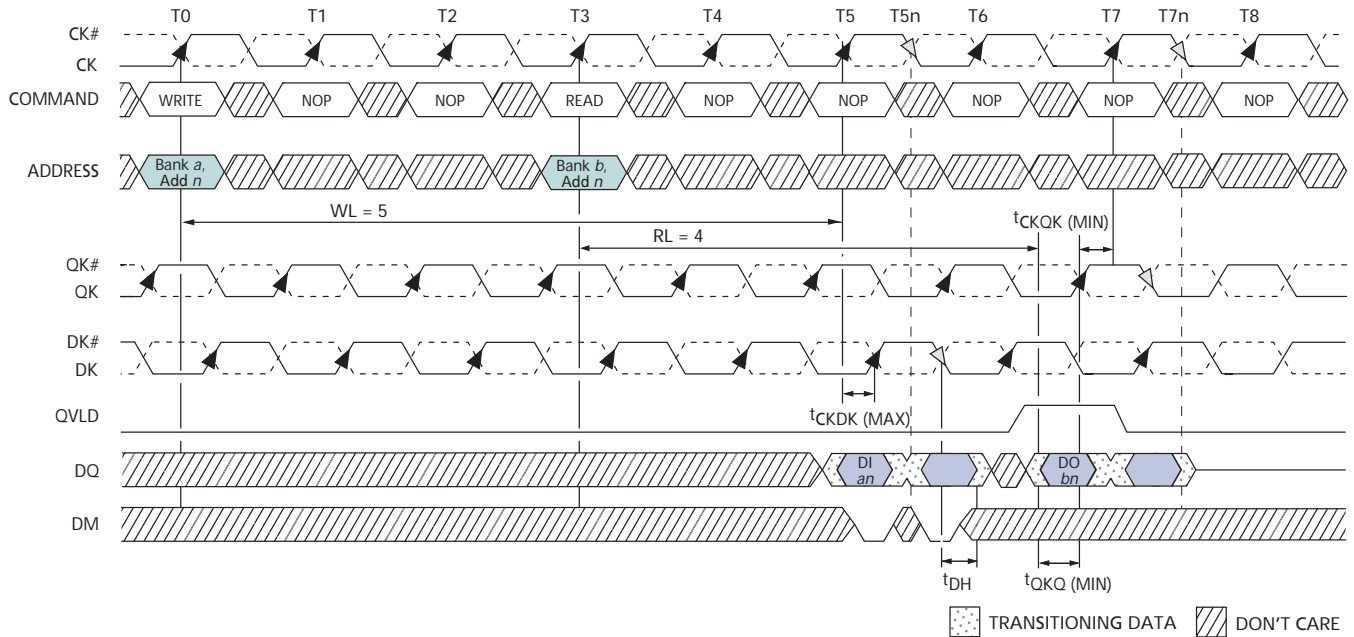 T0 T1 T2 T3 T4 T5 T5n T6 T7 T7n T8
CK#
CK
COMMAND WRITE NOP NOP READ NOP NOP NOP NOP NOP
ADDRESS Bank a, Add n Bank b, Add n
WL = 5
RL = 4
tCKQK (MIN)
QK#
QK
DK#
DK
tCKDK (MAX)
QVLD
DQ DI an DO bn
DM
tDH tQKQ (MIN)
TRANSITIONING DATA DON'T CARE